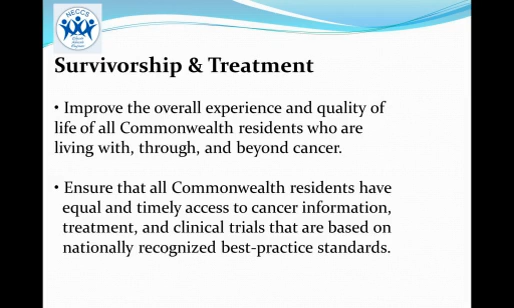 NECCS
Survivorship & Treatment
• Improve the overall experience and quality of
life of all Commonwealth residents who are
living with, through, and beyond cancer.
• Ensure that all Commonwealth residents have
equal and timely access to cancer information,
treatment, and clinical trials that are based on
nationally recognized best-practice standards.